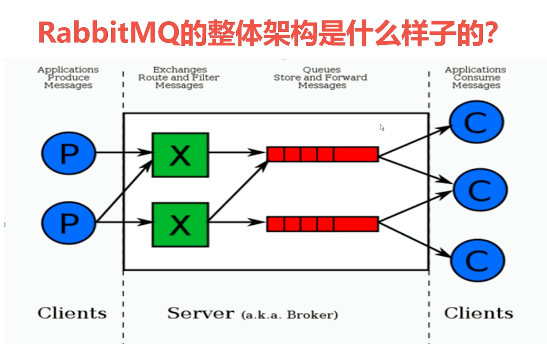 RabbitMQ的整体架构是什么样子的?
Applications
Produce
Messages
Exchanges
Route and Filter
Messages
Queues
Store and Forward
Messages
Applications
Consume
Messages
P
X
C
P
X
C
C
Clients
Server (a.k.a. Broker)
Clients